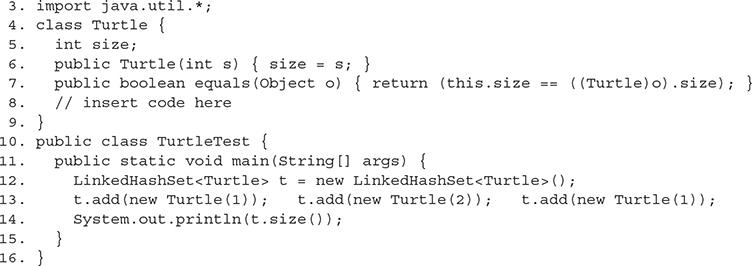 3. import java.util.*;
4. class Turtle {
5.   int size;
6.   public Turtle(int s) { size = s; }
7.   public boolean equals(Object o) { return (this.size == ((Turtle)o).size); }
8.   // insert code here
9. }
10. public class TurtleTest {
11.   public static void main(String[] args) {
12.     LinkedHashSet<Turtle> t = new LinkedHashSet<Turtle>();
13.     t.add(new Turtle(1));   t.add(new Turtle(2));   t.add(new Turtle(1));
14.     System.out.println(t.size());
15.   }
16. }